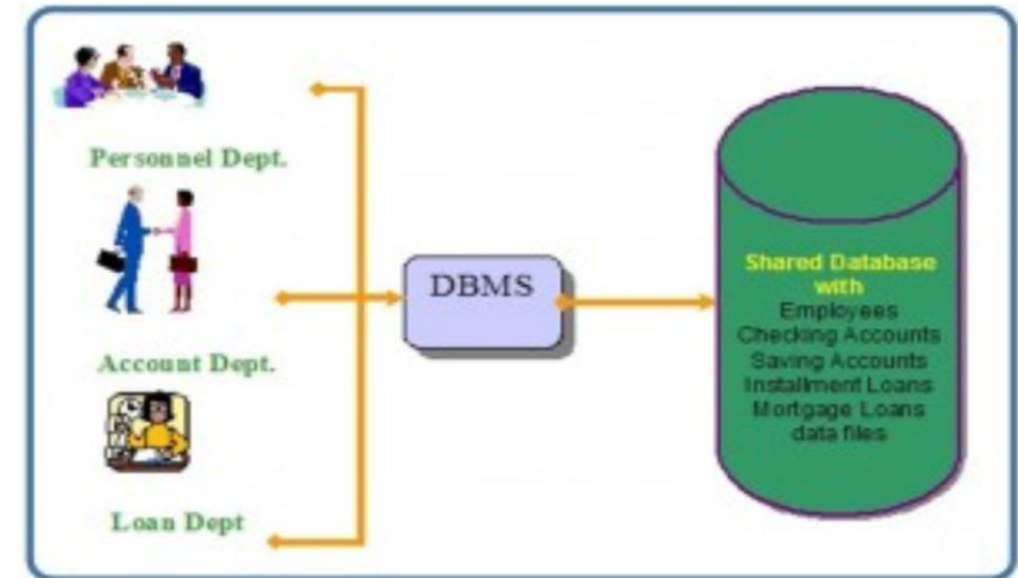 Personnel Dept.
Account Dept.
Loan Dept
DBMS
Shared Database
with
Employees
Checking Accounts
Saving Accounts
Installment Loans
Mortgage Loans
data files